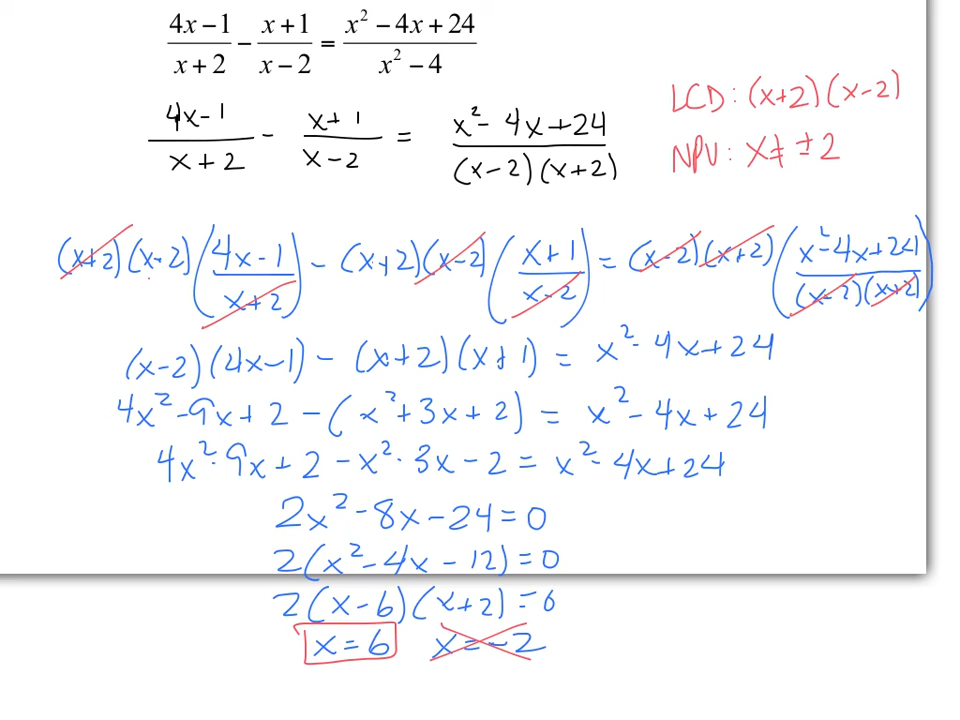 (4x − 1)/(x + 2) − (x + 1)/(x − 2) = (x² − 4x + 24)/(x² − 4)
(4x-1)/(x+2) - (x+1)/(x-2) = (x²- 4x+24)/((x-2)(x+2))
LCD: (x+2)(x-2)
NPV: x≠ ±2
(x+2)(x-2)((4x-1)/(x+2)) - (x+2)(x-2)((x+1)/(x-2)) = (x-2)(x+2)((x²-4x+24)/((x-2)(x+2)))
(x-2)(4x-1) - (x+2)(x+1) = x²- 4x+24
4x²-9x+2 -(x²+3x+2) = x²-4x+24
4x²-9x+2-x²-3x-2=x²-4x+24
2x²-8x-24=0
2(x²-4x-12)=0
2(x-6)(x+2)=0
x=6 x=-2